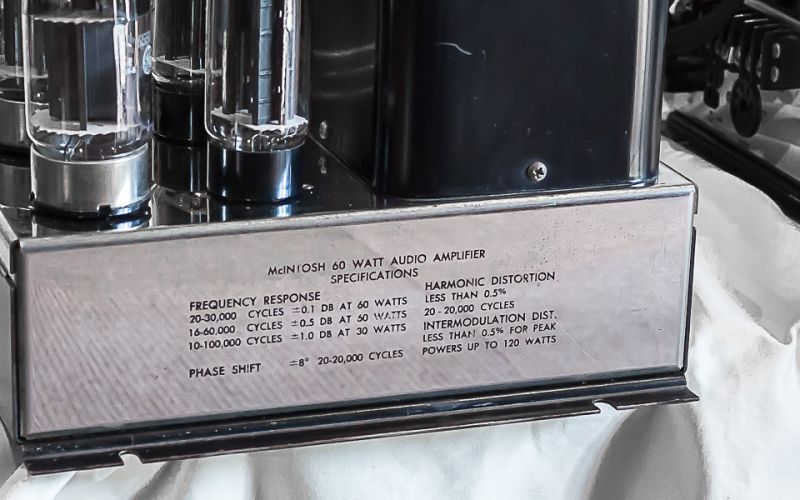 McINTOSH 60 WATT AUDIO AMPLIFIER
SPECIFICATIONS
FREQUENCY RESPONSE
20-30,000 CYCLES ±0.1 DB AT 60 WATTS
16-60,000 CYCLES ±0.5 DB AT 50 WATTS
10-100,000 CYCLES ±1.0 DB AT 30 WATTS
PHASE SHIFT ±8° 20-20,000 CYCLES
HARMONIC DISTORTION
LESS THAN 0.5%
20 - 20,000 CYCLES
INTERMODULATION DIST.
LESS THAN 0.5% FOR PEAK
POWERS UP TO 120 WATTS